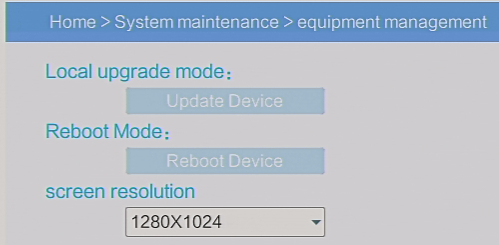 Home > System maintenance > equipment management
Local upgrade mode：
Update Device
Reboot Mode：
Reboot Device
screen resolution
1280X1024